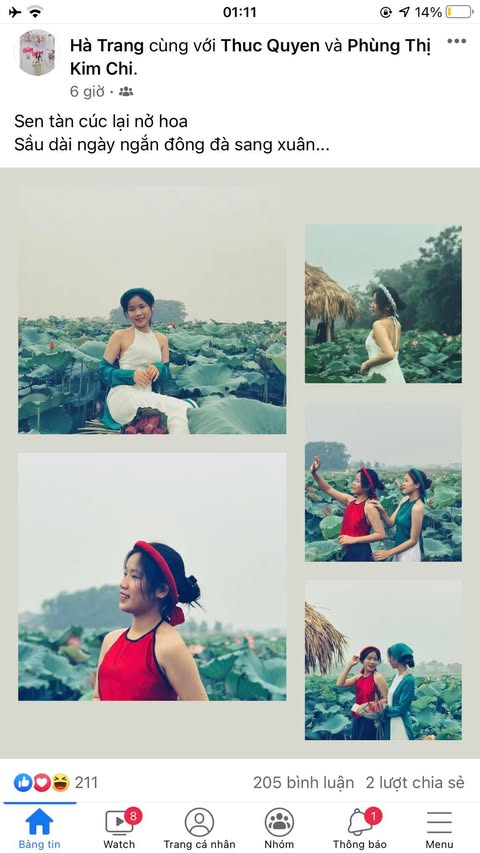 01:11
14%
Hà Trang cùng với Thuc Quyen và Phùng Thị
Kim Chi.
6 giờ ·
Sen tàn cúc lại nở hoa
Sầu dài ngày ngắn đông đà sang xuân...
211
205 bình luận 2 lượt chia sẻ
8
1
Bảng tin
Watch
Trang cá nhân
Nhóm
Thông báo
Menu